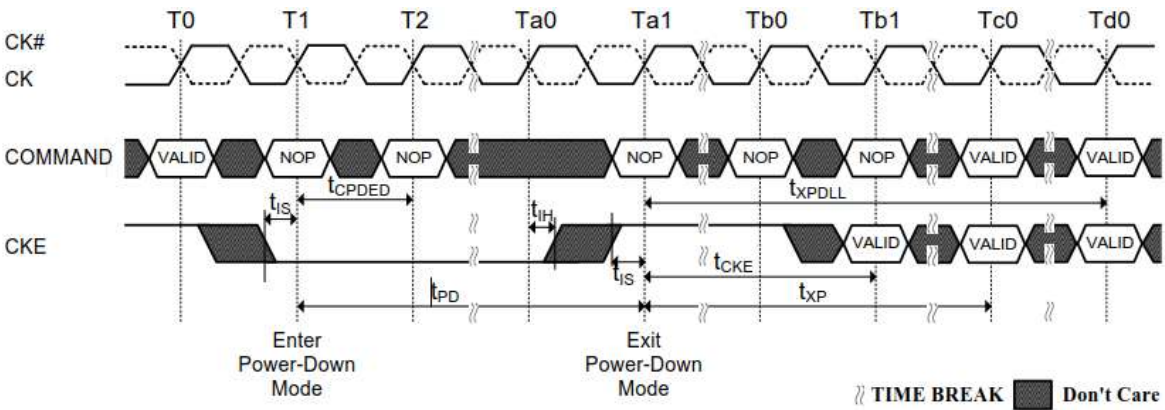 T0 T1 T2 Ta0 Ta1 Tb0 Tb1 Tc0 Td0
CK#
CK
COMMAND VALID NOP NOP NOP NOP NOP VALID VALID
tIS tCPDED tIH tXPDLL
CKE VALID VALID VALID
tIS tCKE
tPD tXP
Enter
Power-Down
Mode
Exit
Power-Down
Mode
TIME BREAK Don't Care